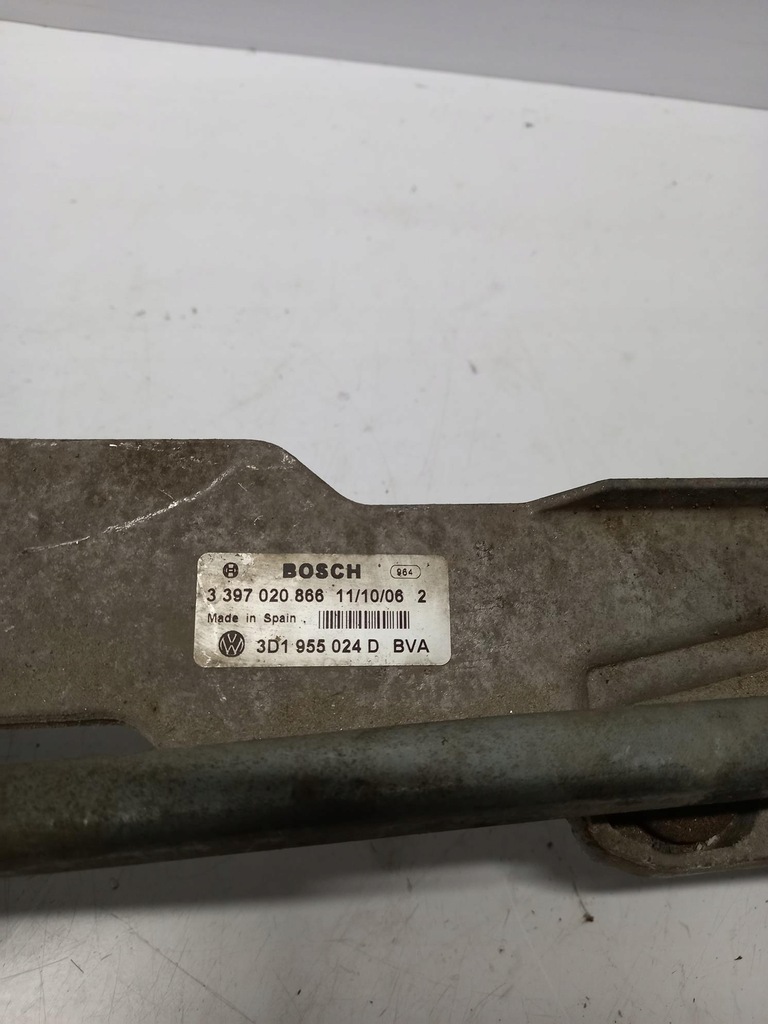 BOSCH 964
3 397 020 866 11/10/06 2
Made in Spain
3D1 955 024 D BVA